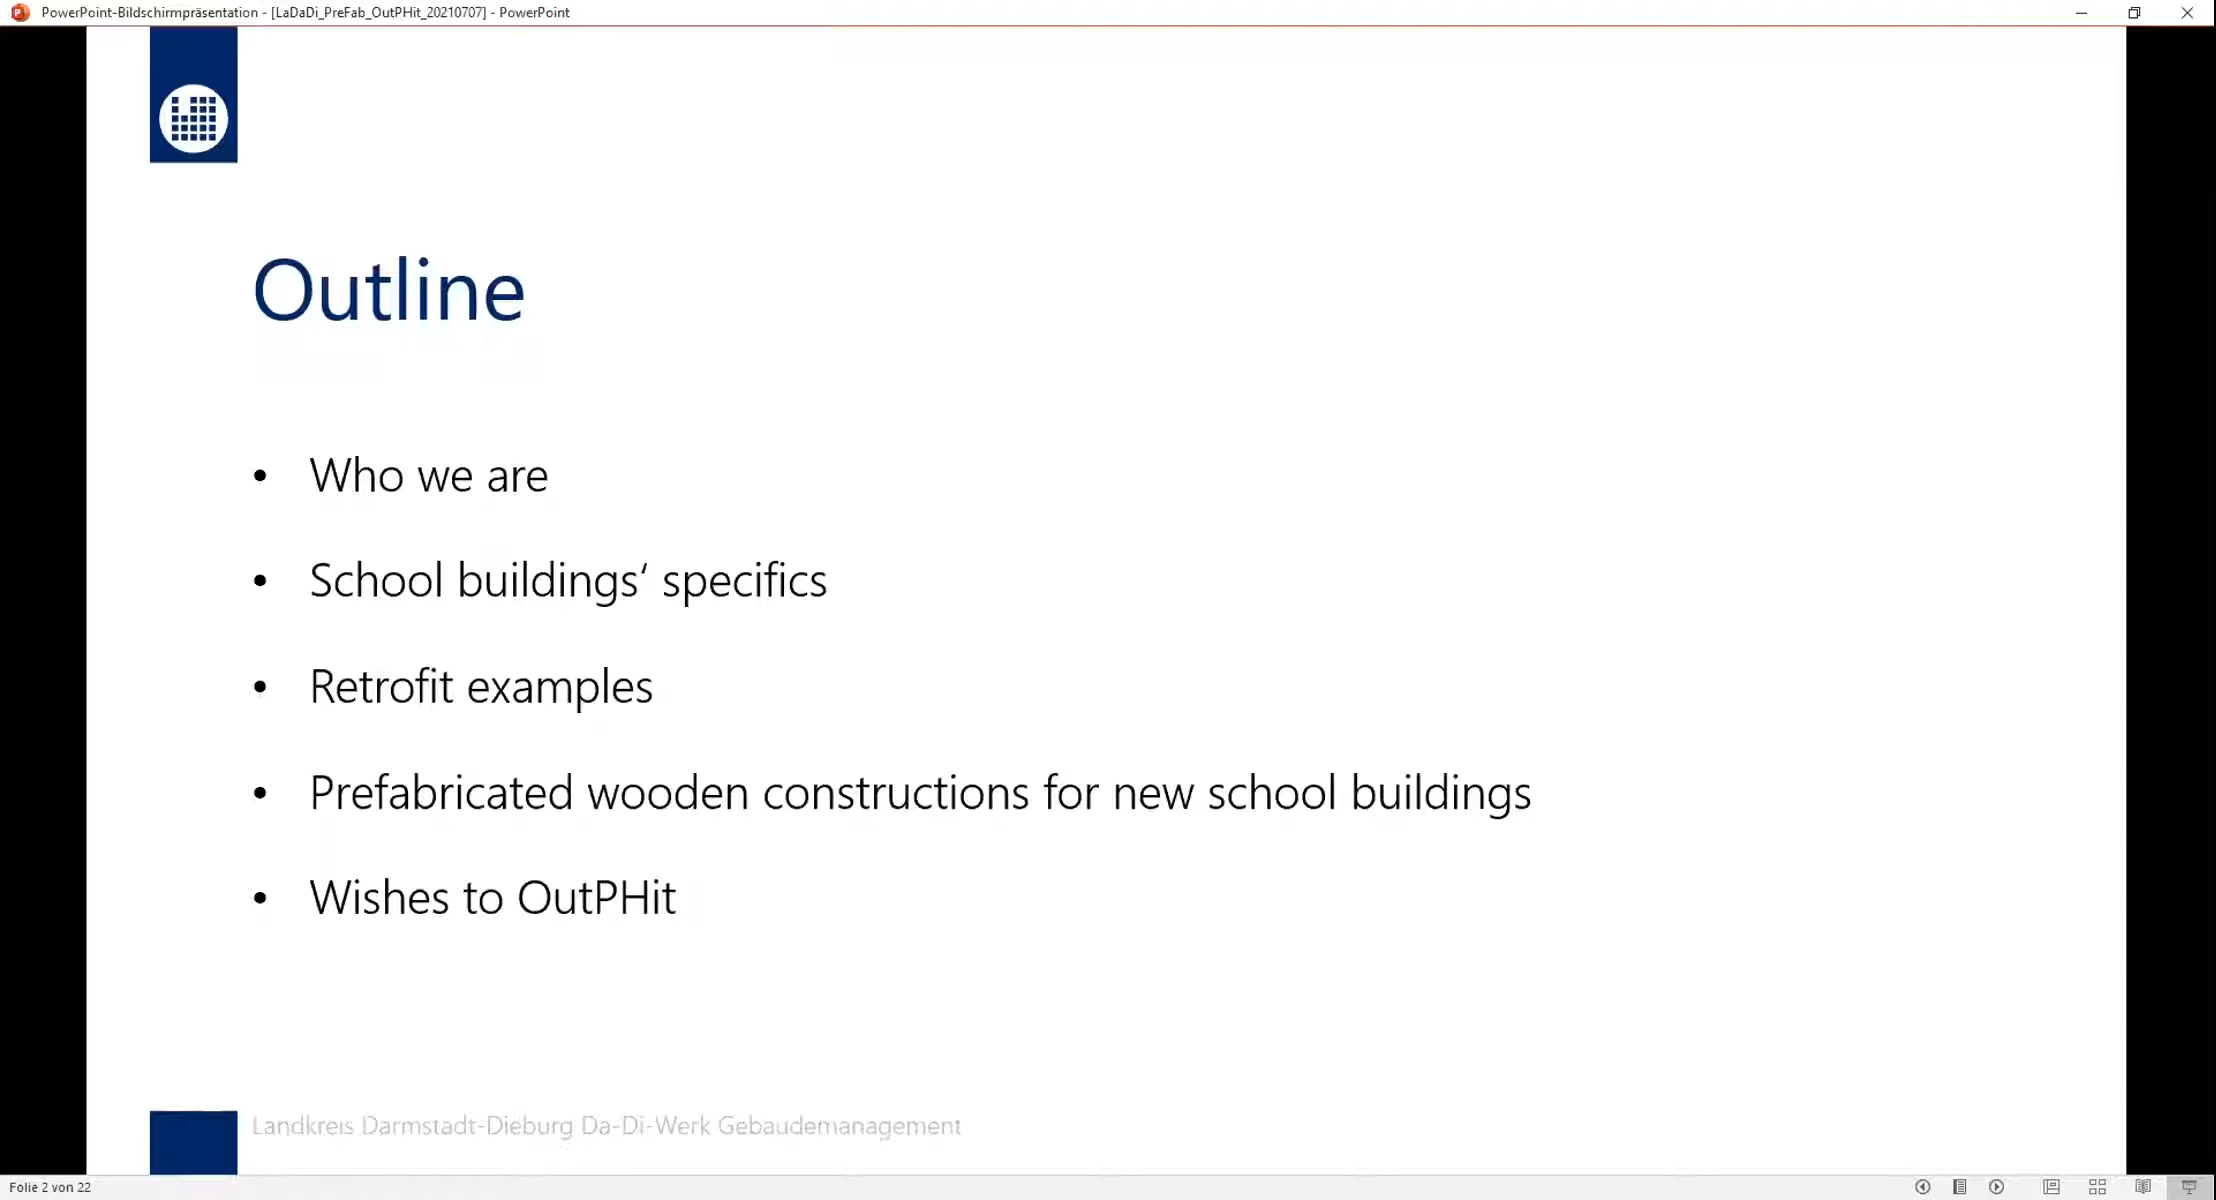 PowerPoint-Bildschirmpräsentation - [LaDaDi_PreFab_OutPHit_20210707] - PowerPoint
Outline
• Who we are
• School buildings‘ specifics
• Retrofit examples
• Prefabricated wooden constructions for new school buildings
• Wishes to OutPHit
Landkreis Darmstadt-Dieburg Da-Di-Werk Gebäudemanagement
Folie 2 von 22